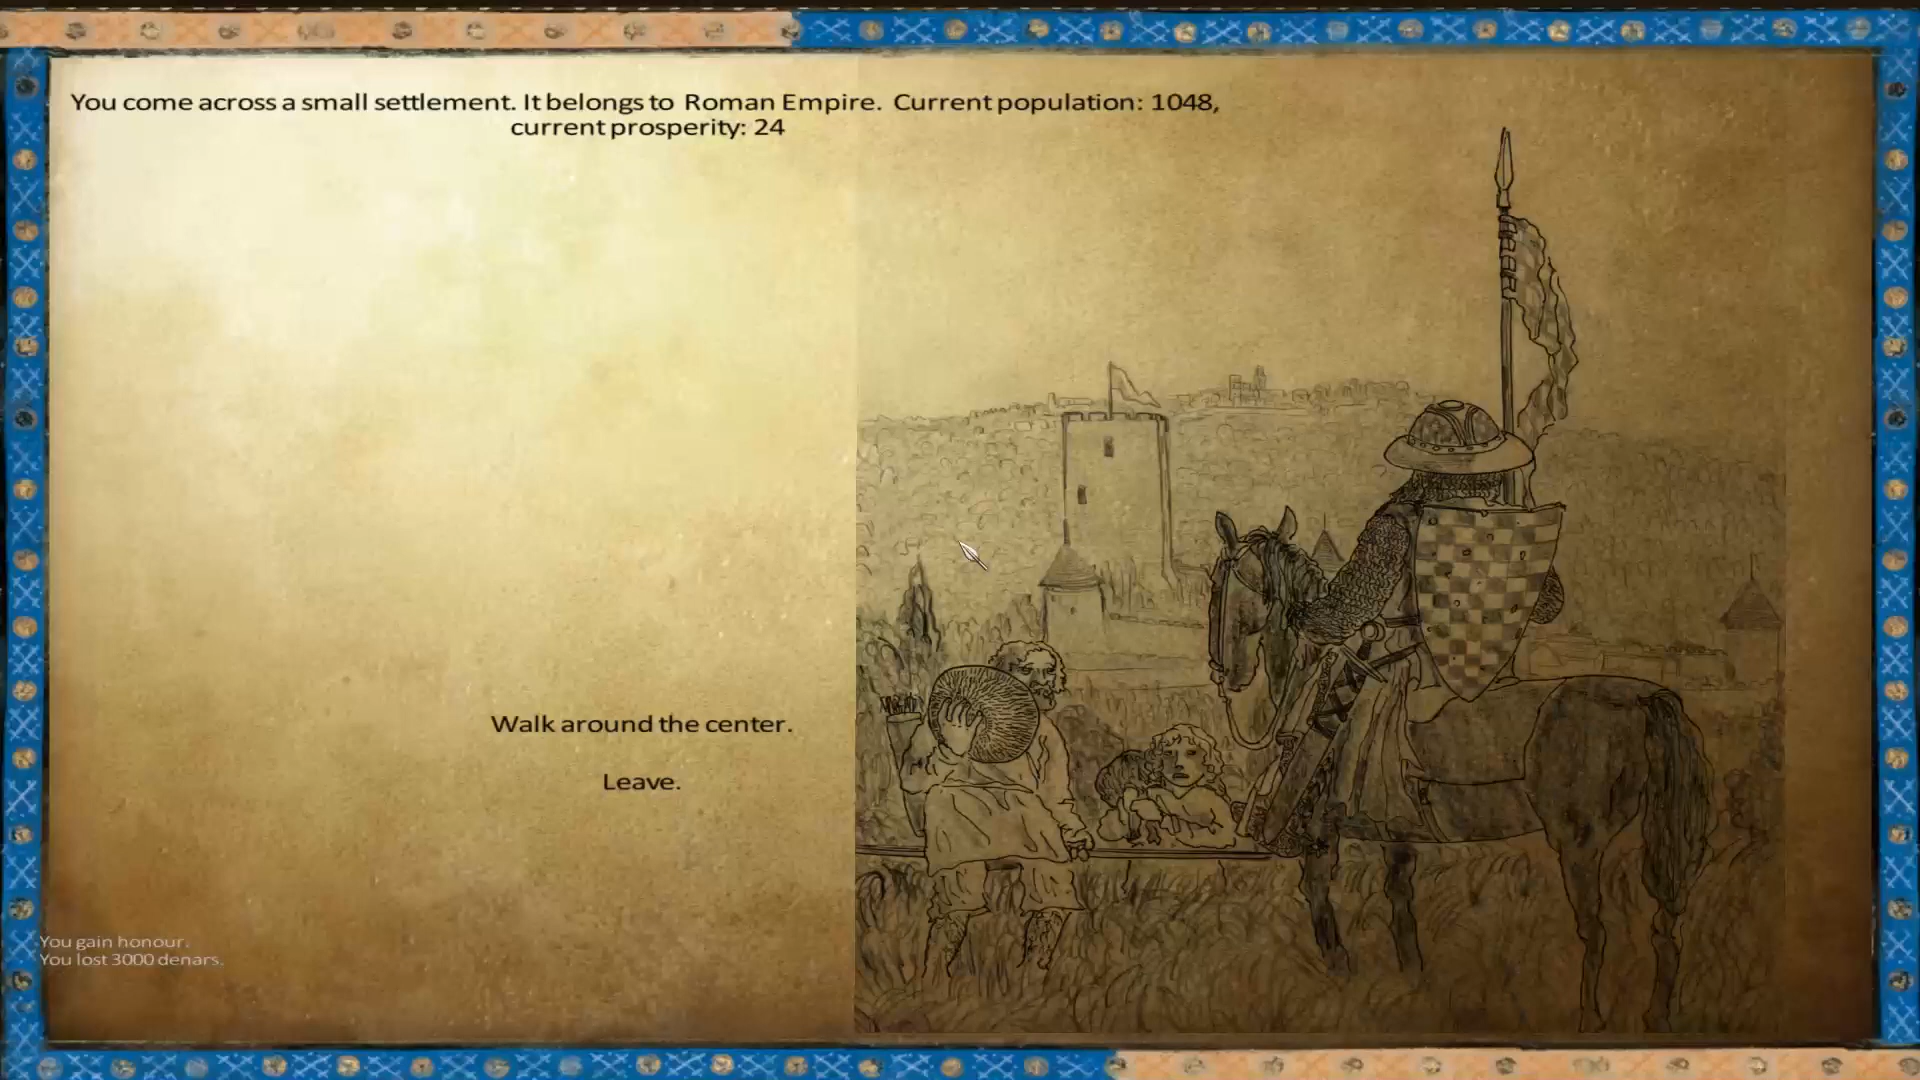 You come across a small settlement. It belongs to Roman Empire. Current population: 1048,
current prosperity: 24
Walk around the center.
Leave.
You gain honour.
You lost 3000 denars.